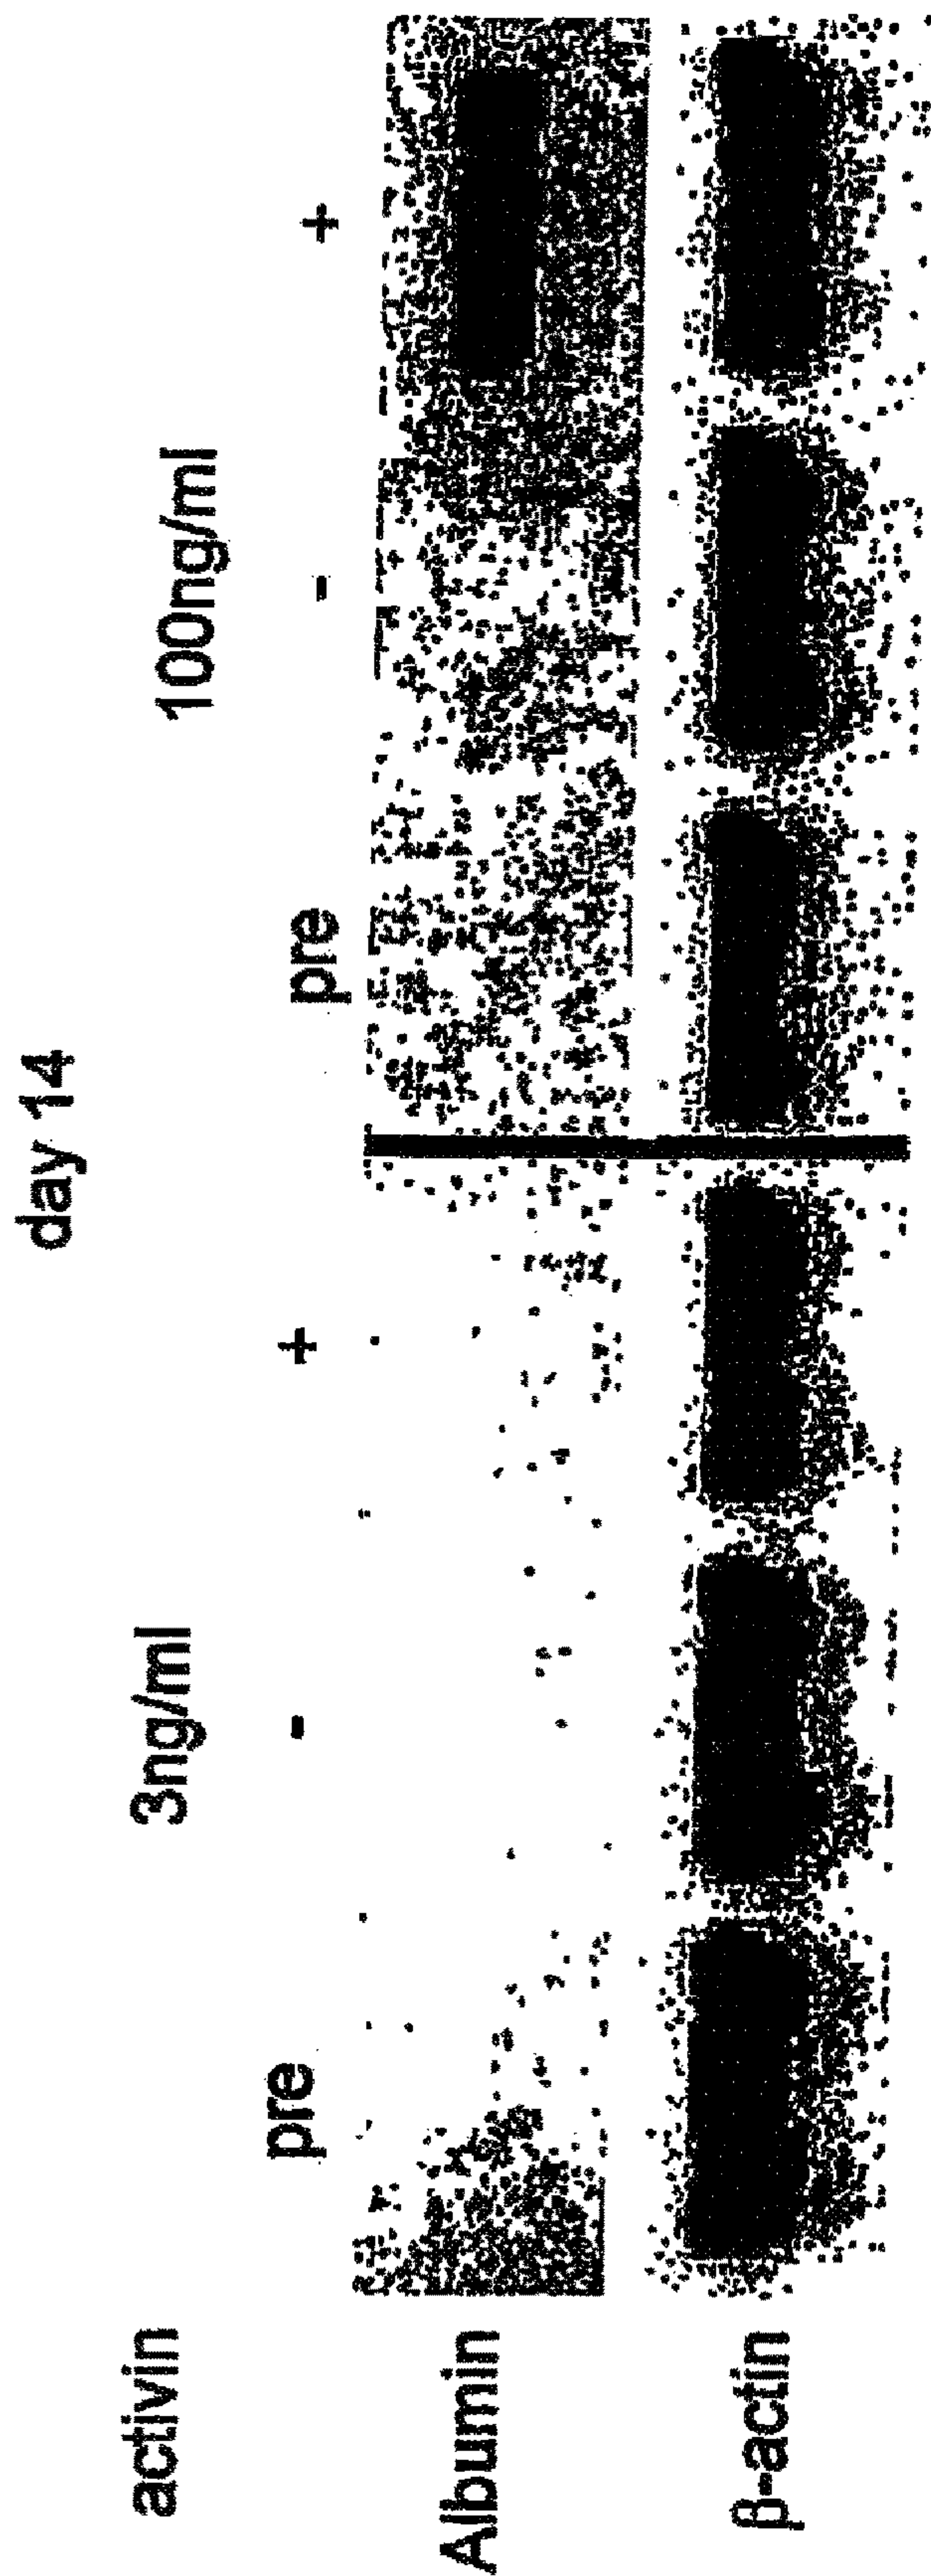 day 14
activin 3ng/ml 100ng/ml
pre - + pre - +
Albumin
β-actin